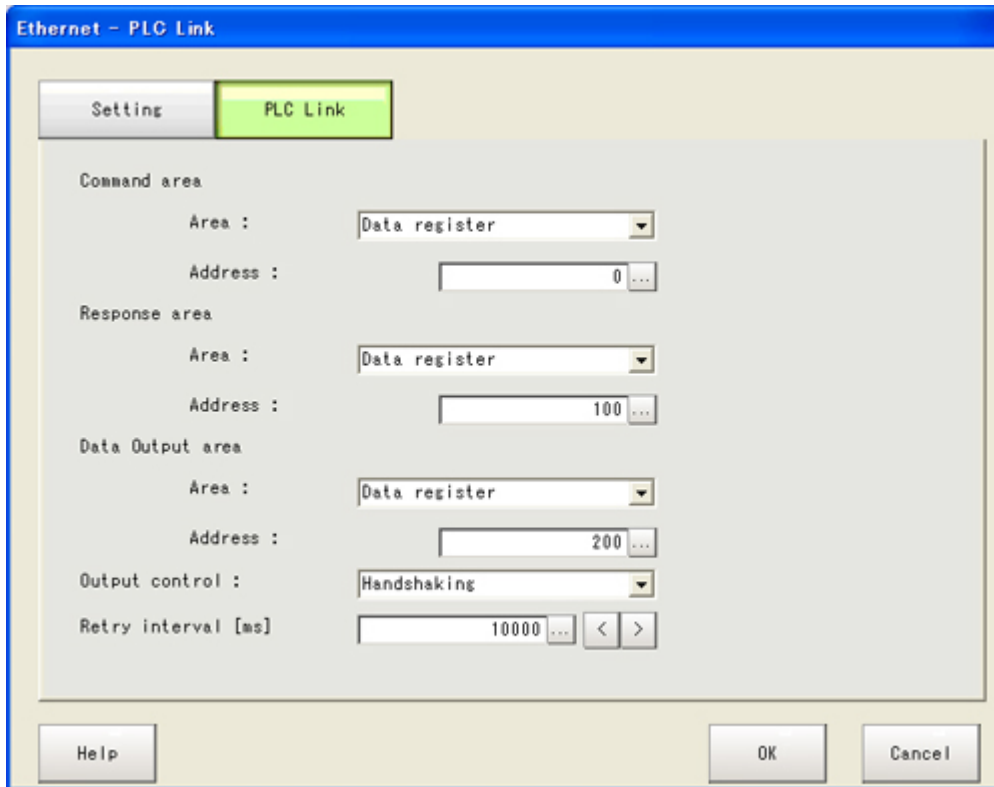 Ethernet - PLC Link
Setting PLC Link
Command area
Area : Data register
Address : 0 ...
Response area
Area : Data register
Address : 100 ...
Data Output area
Area : Data register
Address : 200 ...
Output control : Handshaking
Retry interval [ms] 10000 ... < >
Help OK Cancel